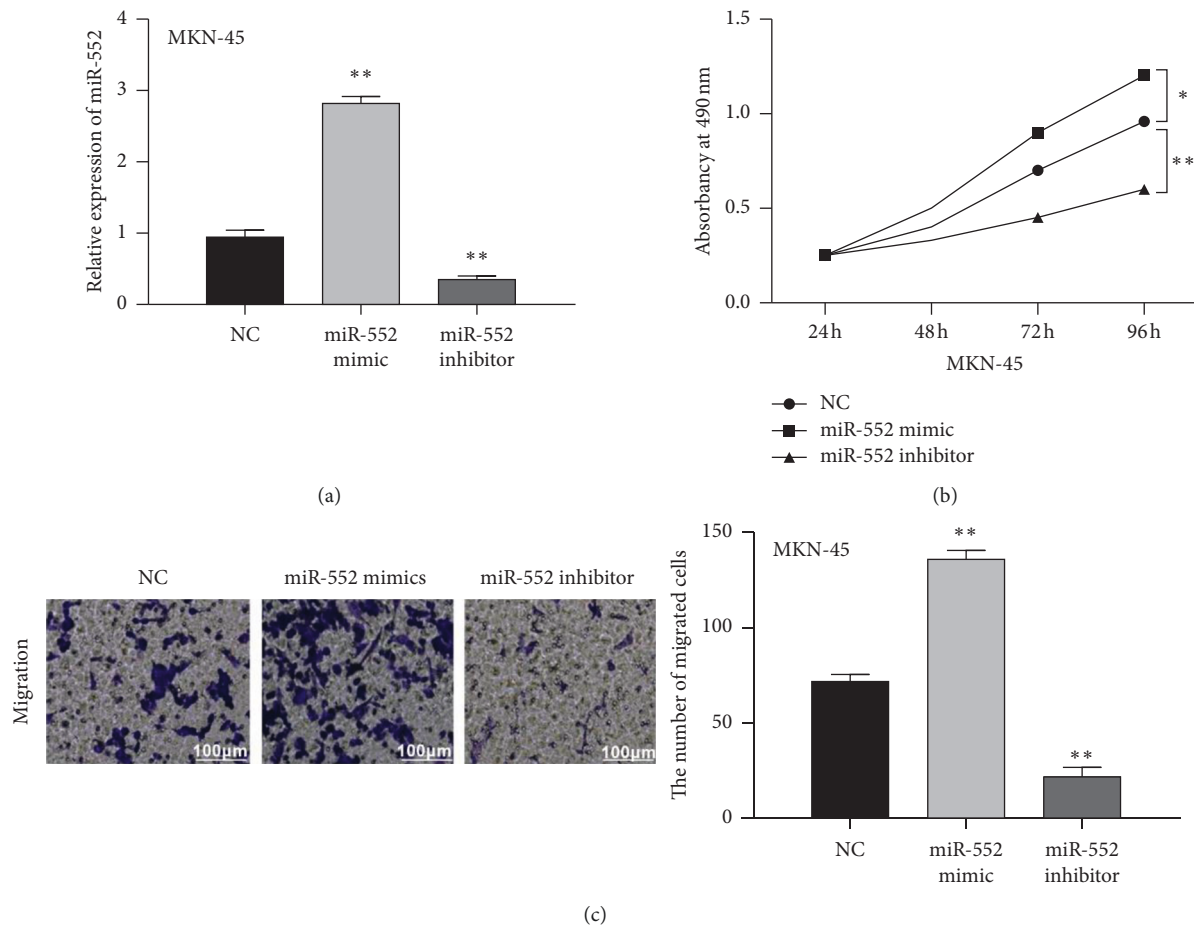 4
3
2
1
0
Relative expression of miR-552
MKN-45
**
**
NC
miR-552
mimic
miR-552
inhibitor
(a)
1.5
1.0
0.5
0.0
Absorbancy at 490 nm
*
**
24 h
48 h
72 h
96 h
MKN-45
NC
miR-552 mimic
miR-552 inhibitor
(b)
Migration
NC
miR-552 mimics
miR-552 inhibitor
100μm
100μm
100μm
150
100
50
0
The number of migrated cells
MKN-45
**
**
NC
miR-552
mimic
miR-552
inhibitor
(c)